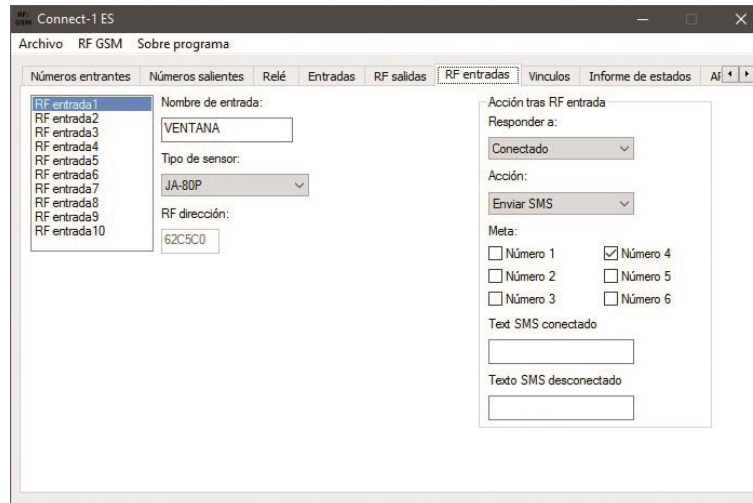 RF/
GSM Connect-1 ES
Archivo RF GSM Sobre programa
Números entrantes Números salientes Relé Entradas RF salidas RF entradas Vinculos Informe de estados
RF entrada1
RF entrada2
RF entrada3
RF entrada4
RF entrada5
RF entrada6
RF entrada7
RF entrada8
RF entrada9
RF entrada10
Nombre de entrada:
VENTANA
Tipo de sensor:
JA-80P
RF dirección:
62C5C0
Acción tras RF entrada
Responder a:
Conectado
Acción:
Enviar SMS
Meta:
Número 1 Número 4
Número 2 Número 5
Número 3 Número 6
Text SMS conectado
Texto SMS desconectado